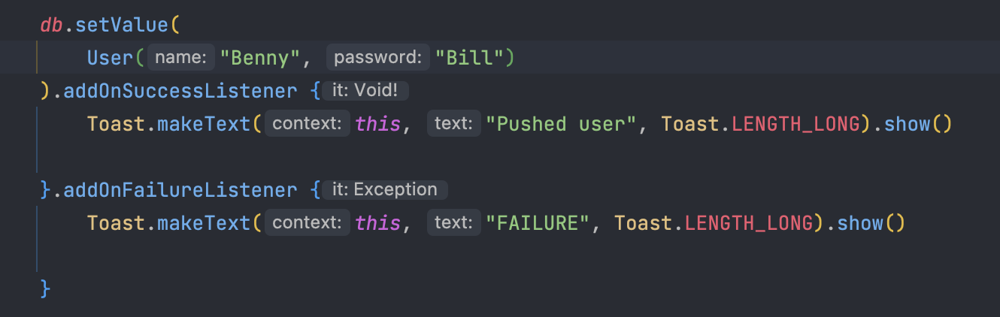 db.setValue(
User( name: "Benny", password: "Bill")
).addOnSuccessListener { it: Void!
Toast.makeText( context: this, text: "Pushed user", Toast.LENGTH_LONG).show()
}.addOnFailureListener { it: Exception
Toast.makeText( context: this, text: "FAILURE", Toast.LENGTH_LONG).show()
}